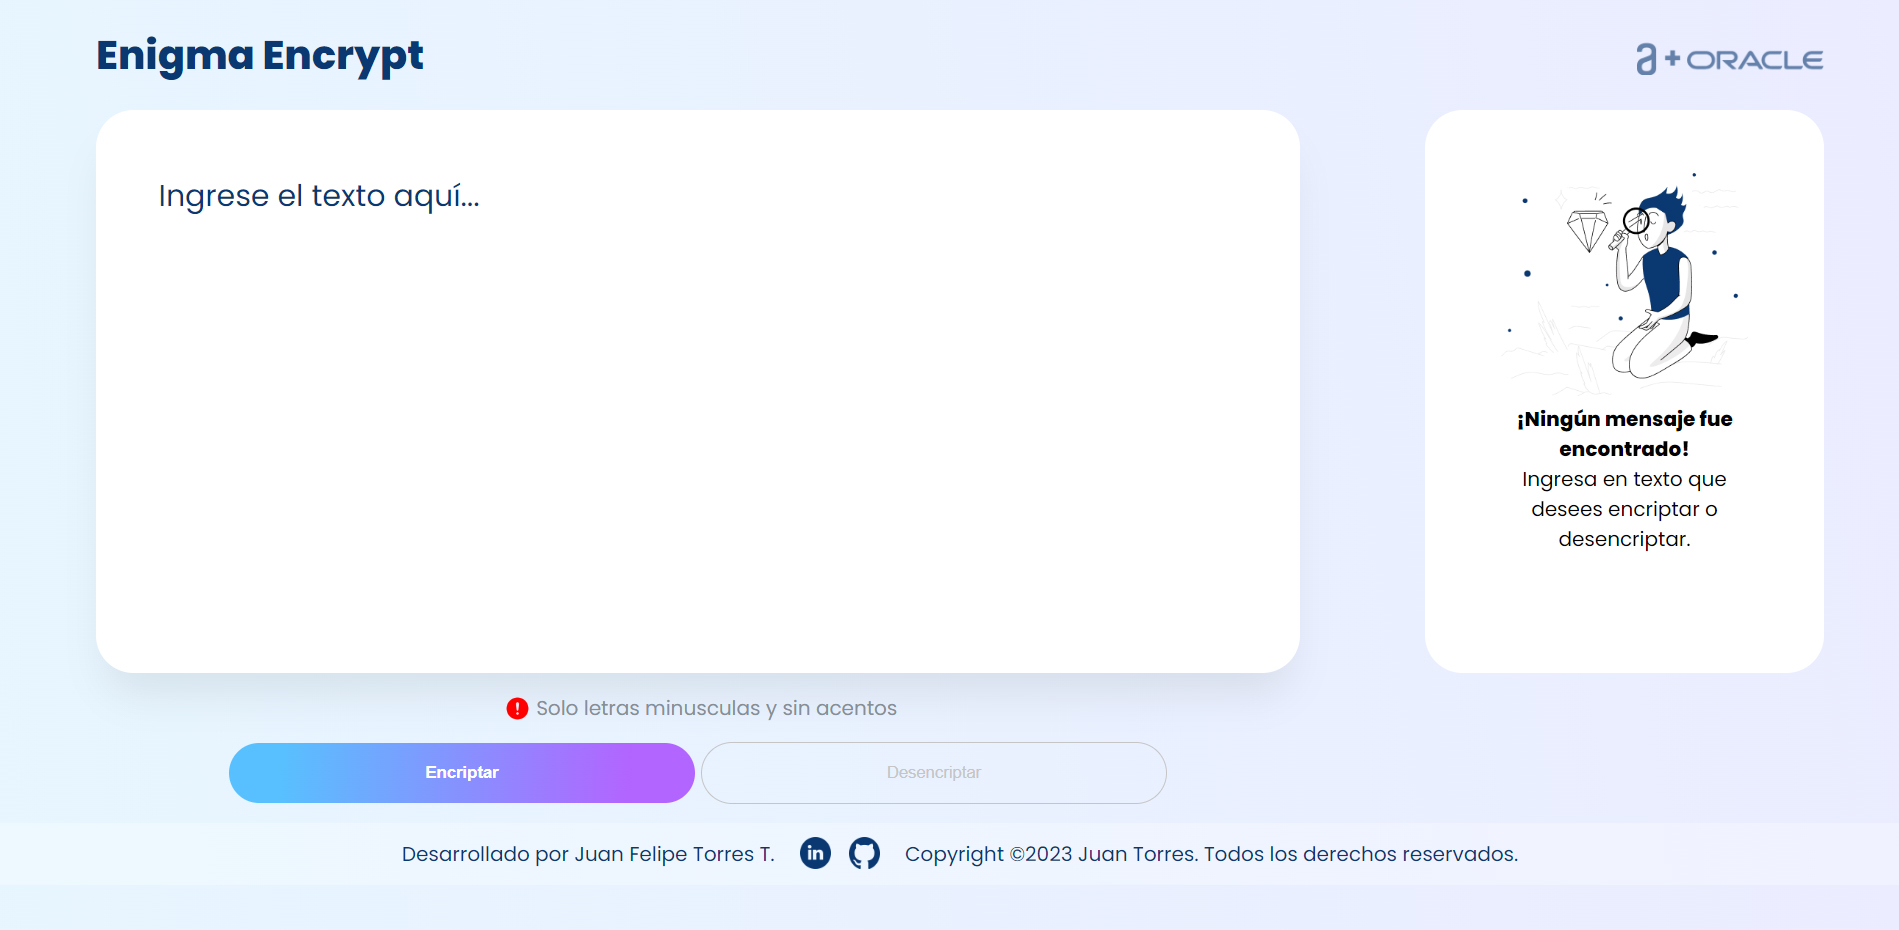 Enigma Encrypt
a + ORACLE
Ingrese el texto aquí...
¡Ningún mensaje fue
encontrado!
Ingresa en texto que
desees encriptar o
desencriptar.
Solo letras minusculas y sin acentos
Encriptar
Desencriptar
Desarrollado por Juan Felipe Torres T.
in
Copyright ©2023 Juan Torres. Todos los derechos reservados.